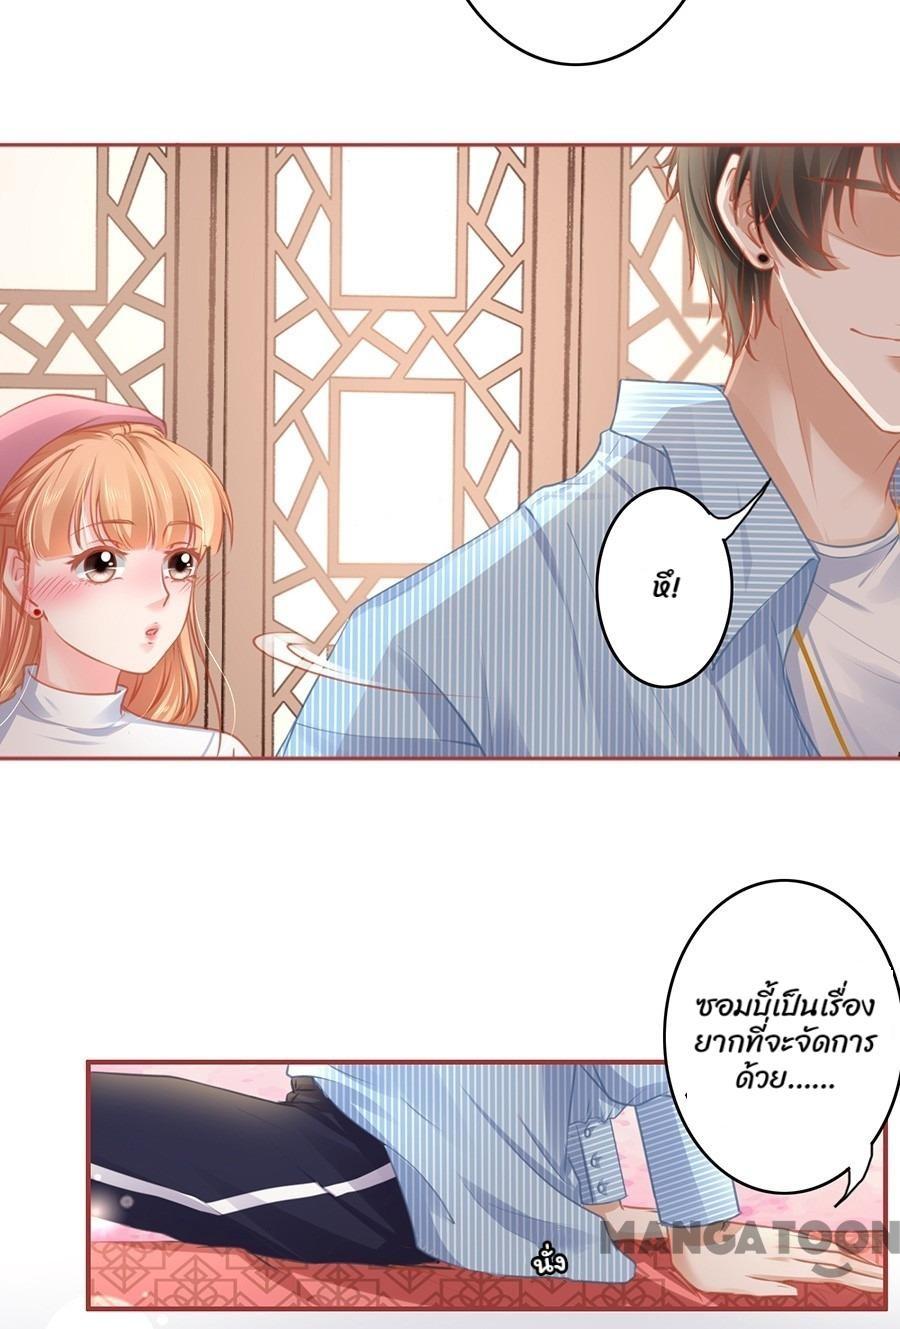 หึ!
ซอมบี้เป็นเรื่อง
ยากที่จะจัดการ
ด้วย......
นั่ง
MANGATOON